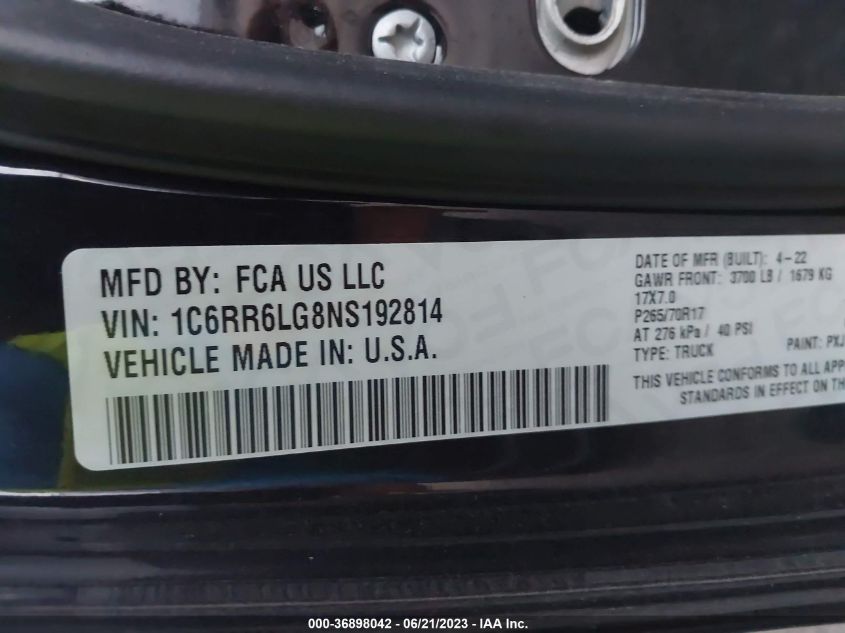 MFD BY: FCA US LLC
VIN: 1C6RR6LG8NS192814
VEHICLE MADE IN: U.S.A.
DATE OF MFR (BUILT): 4-22
GAWR FRONT: 3700 LB / 1679 KG
17X7.0
P265/70R17
AT 276 kPa / 40 PSI
TYPE: TRUCK PAINT: PXJ
THIS VEHICLE CONFORMS TO ALL APP
STANDARDS IN EFFECT ON TH
000-36898042 - 06/21/2023 - IAA Inc.